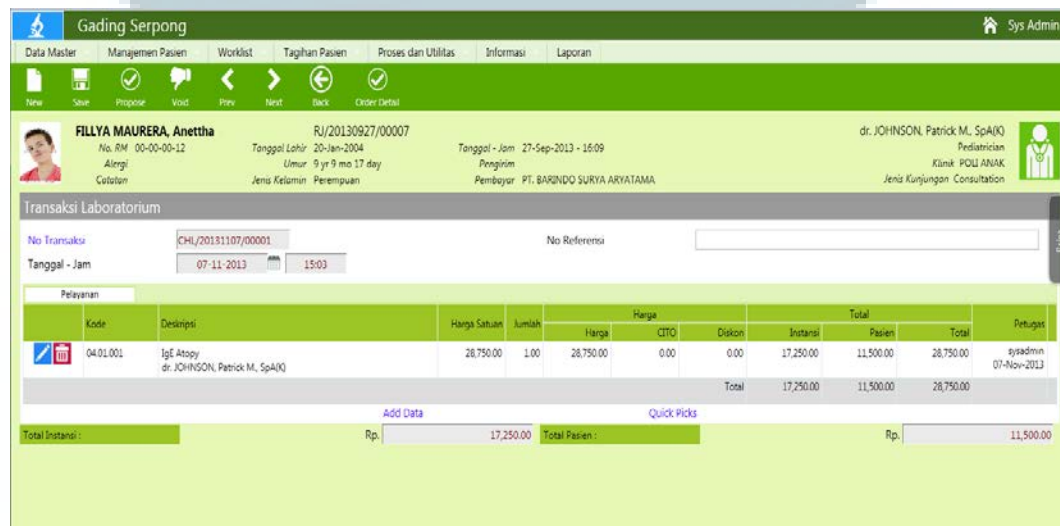 Gading Serpong Sys Admin
Data Master Manajemen Pasien Worklist Tagihan Pasien Proses dan Utilitas Informasi Laporan
New Save Propose Void Prev Next Back Order Detail
FILLYA MAURERA, Anettha RJ/20130927/00007 dr. JOHNSON, Patrick M., SpA(K)
No. RM 00-00-00-12 Tanggal Lahir 20-Jan-2004 Tanggal - Jam 27-Sep-2013 - 16:09 Pediatrician
Alergi Umur 9 yr 9 mo 17 day Pengirim Klinik POLI ANAK
Catatan Jenis Kelamin Perempuan Pembayar PT. BARINDO SURYA ARYATAMA Jenis Kunjungan Consultation
Transaksi Laboratorium
No Transaksi CHL/20131107/00001 No Referensi
Tanggal - Jam 07-11-2013 15:03
Pelayanan
Kode Deskripsi Harga Satuan Jumlah Harga Total Petugas
Harga CITO Diskon Instansi Pasien Total
04.01.001 IgE Atopy 28,750.00 1.00 28,750.00 0.00 0.00 17,250.00 11,500.00 28,750.00 sysadmin
dr. JOHNSON, Patrick M., SpA(K) 07-Nov-2013
Total 17,250.00 11,500.00 28,750.00
Add Data Quick Picks
Total Instansi : Rp. 17,250.00 Total Pasien : Rp. 11,500.00